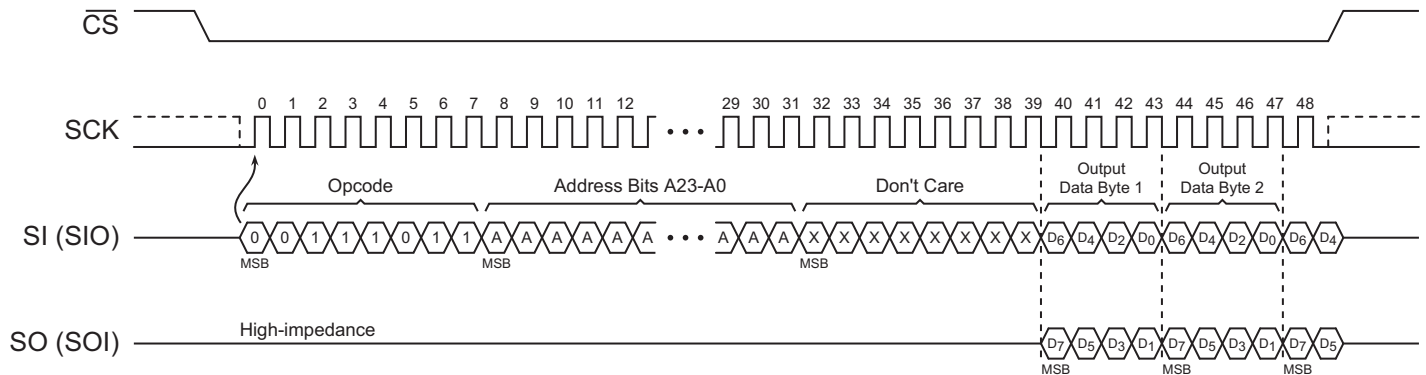 CS
0 1 2 3 4 5 6 7 8 9 10 11 12 29 30 31 32 33 34 35 36 37 38 39 40 41 42 43 44 45 46 47 48
SCK
Opcode Address Bits A23-A0 Don't Care Output Data Byte 1 Output Data Byte 2
SI (SIO) 0 0 1 1 1 0 1 1 A A A A A A A A A A X X X X X X X X D6 D4 D2 D0 D6 D4 D2 D0 D6 D4
MSB MSB MSB
High-impedance
SO (SOI) D7 D5 D3 D1 D7 D5 D3 D1 D7 D5
MSB MSB MSB